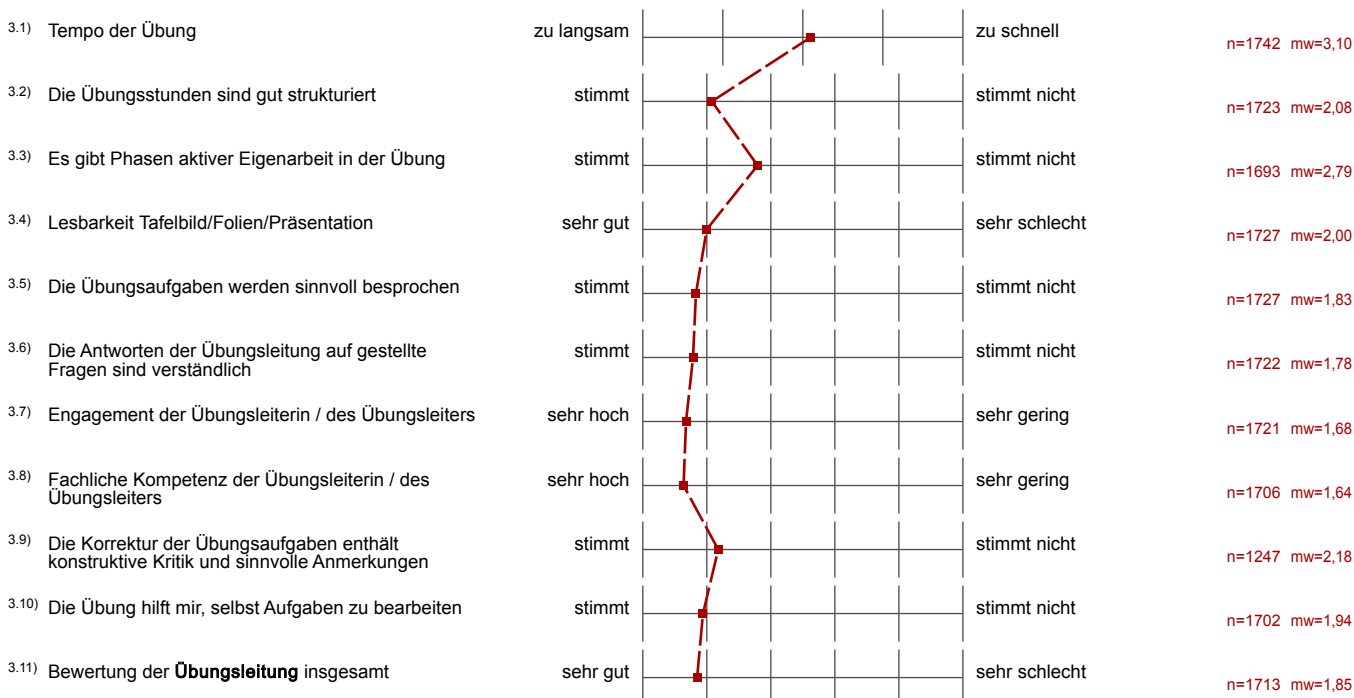 3.1) Tempo der Übung zu langsam zu schnell n=1742 mw=3,10
3.2) Die Übungsstunden sind gut strukturiert stimmt stimmt nicht n=1723 mw=2,08
3.3) Es gibt Phasen aktiver Eigenarbeit in der Übung stimmt stimmt nicht n=1693 mw=2,79
3.4) Lesbarkeit Tafelbild/Folien/Präsentation sehr gut sehr schlecht n=1727 mw=2,00
3.5) Die Übungsaufgaben werden sinnvoll besprochen stimmt stimmt nicht n=1727 mw=1,83
3.6) Die Antworten der Übungsleitung auf gestellte stimmt stimmt nicht n=1722 mw=1,78
Fragen sind verständlich
3.7) Engagement der Übungsleiterin / des Übungsleiters sehr hoch sehr gering n=1721 mw=1,68
3.8) Fachliche Kompetenz der Übungsleiterin / des sehr hoch sehr gering n=1706 mw=1,64
Übungsleiters
3.9) Die Korrektur der Übungsaufgaben enthält stimmt stimmt nicht n=1247 mw=2,18
konstruktive Kritik und sinnvolle Anmerkungen
3.10) Die Übung hilft mir, selbst Aufgaben zu bearbeiten stimmt stimmt nicht n=1702 mw=1,94
3.11) Bewertung der Übungsleitung insgesamt sehr gut sehr schlecht n=1713 mw=1,85